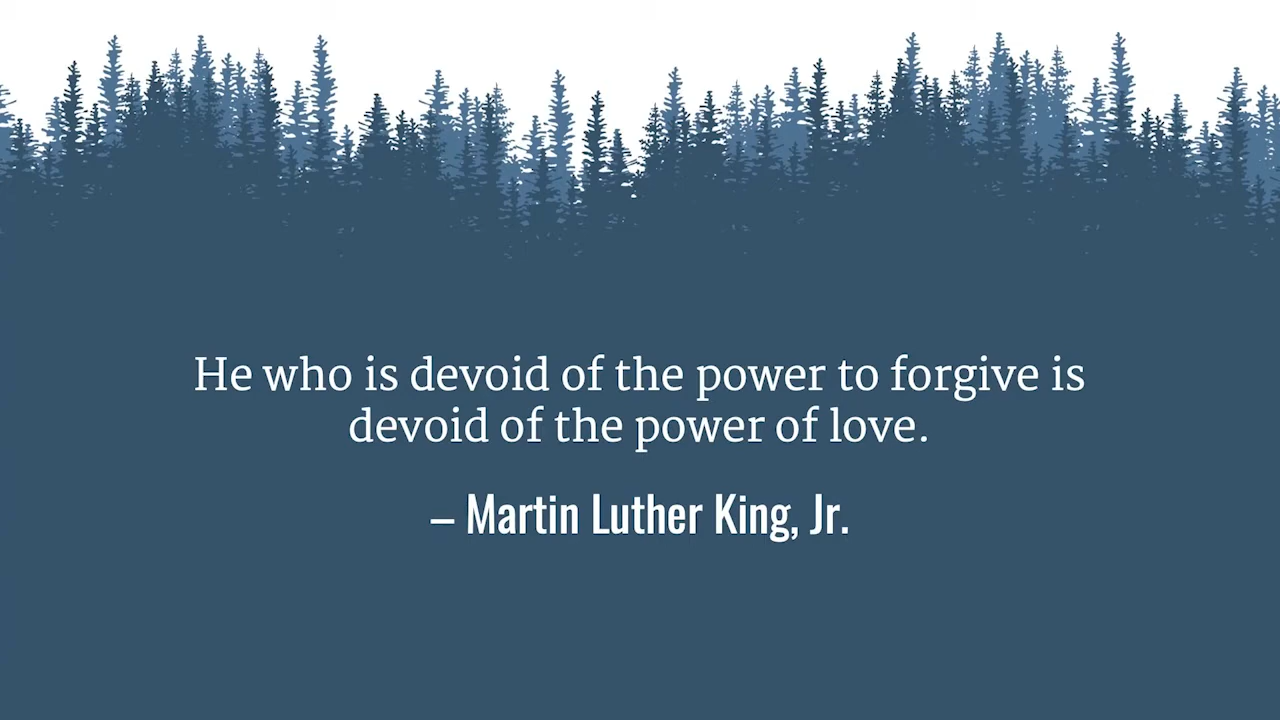 He who is devoid of the power to forgive is
devoid of the power of love.
– Martin Luther King, Jr.